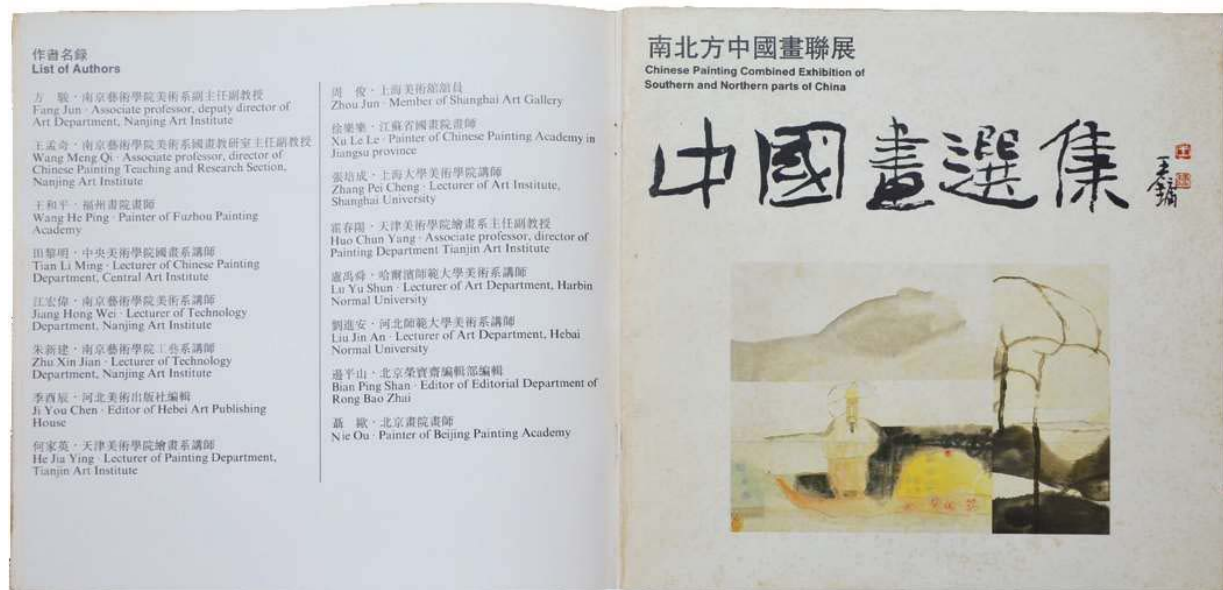 作者名錄
List of Authors
方　駿·南京藝術學院美術系副主任副教授
Fang Jun · Associate professor, deputy director of
Art Department, Nanjing Art Institute
王孟奇·南京藝術學院美術系國畫教研室主任副教授
Wang Meng Qi · Associate professor, director of
Chinese Painting Teaching and Research Section,
Nanjing Art Institute
王和平·福州畫院畫師
Wang He Ping · Painter of Fuzhou Painting
Academy
田黎明·中央美術學院國畫系講師
Tian Li Ming · Lecturer of Chinese Painting
Department, Central Art Institute
江宏偉·南京藝術學院美術系講師
Jiang Hong Wei · Lecturer of Technology
Department, Nanjing Art Institute
朱新建·南京藝術學院工藝系講師
Zhu Xin Jian · Lecturer of Technology
Department, Nanjing Art Institute
季酉辰·河北美術出版社編輯
Ji You Chen · Editor of Hebei Art Publishing
House
何家英·天津美術學院繪畫系講師
He Jia Ying · Lecturer of Painting Department,
Tianjin Art Institute
周　俊·上海美術館館員
Zhou Jun · Member of Shanghai Art Gallery
徐樂樂·江蘇省國畫院畫師
Xu Le Le · Painter of Chinese Painting Academy in
Jiangsu province
張培成·上海大學美術學院講師
Zhang Pei Cheng · Lecturer of Art Institute,
Shanghai University
霍春陽·天津美術學院繪畫系主任副教授
Huo Chun Yang · Associate professor, director of
Painting Department Tianjin Art Institute
盧禹舜·哈爾濱師範大學美術系講師
Lu Yu Shun · Lecturer of Art Department, Harbin
Normal University
劉進安·河北師範大學美術系講師
Liu Jin An · Lecturer of Art Department, Hebai
Normal University
邊平山·北京榮寶齋編輯部編輯
Bian Ping Shan · Editor of Editorial Department of
Rong Bao Zhai
聶　歐·北京畫院畫師
Nie Ou · Painter of Beijing Painting Academy
南北方中國畫聯展
Chinese Painting Combined Exhibition of
Southern and Northern parts of China
中國畫選集
王鏞